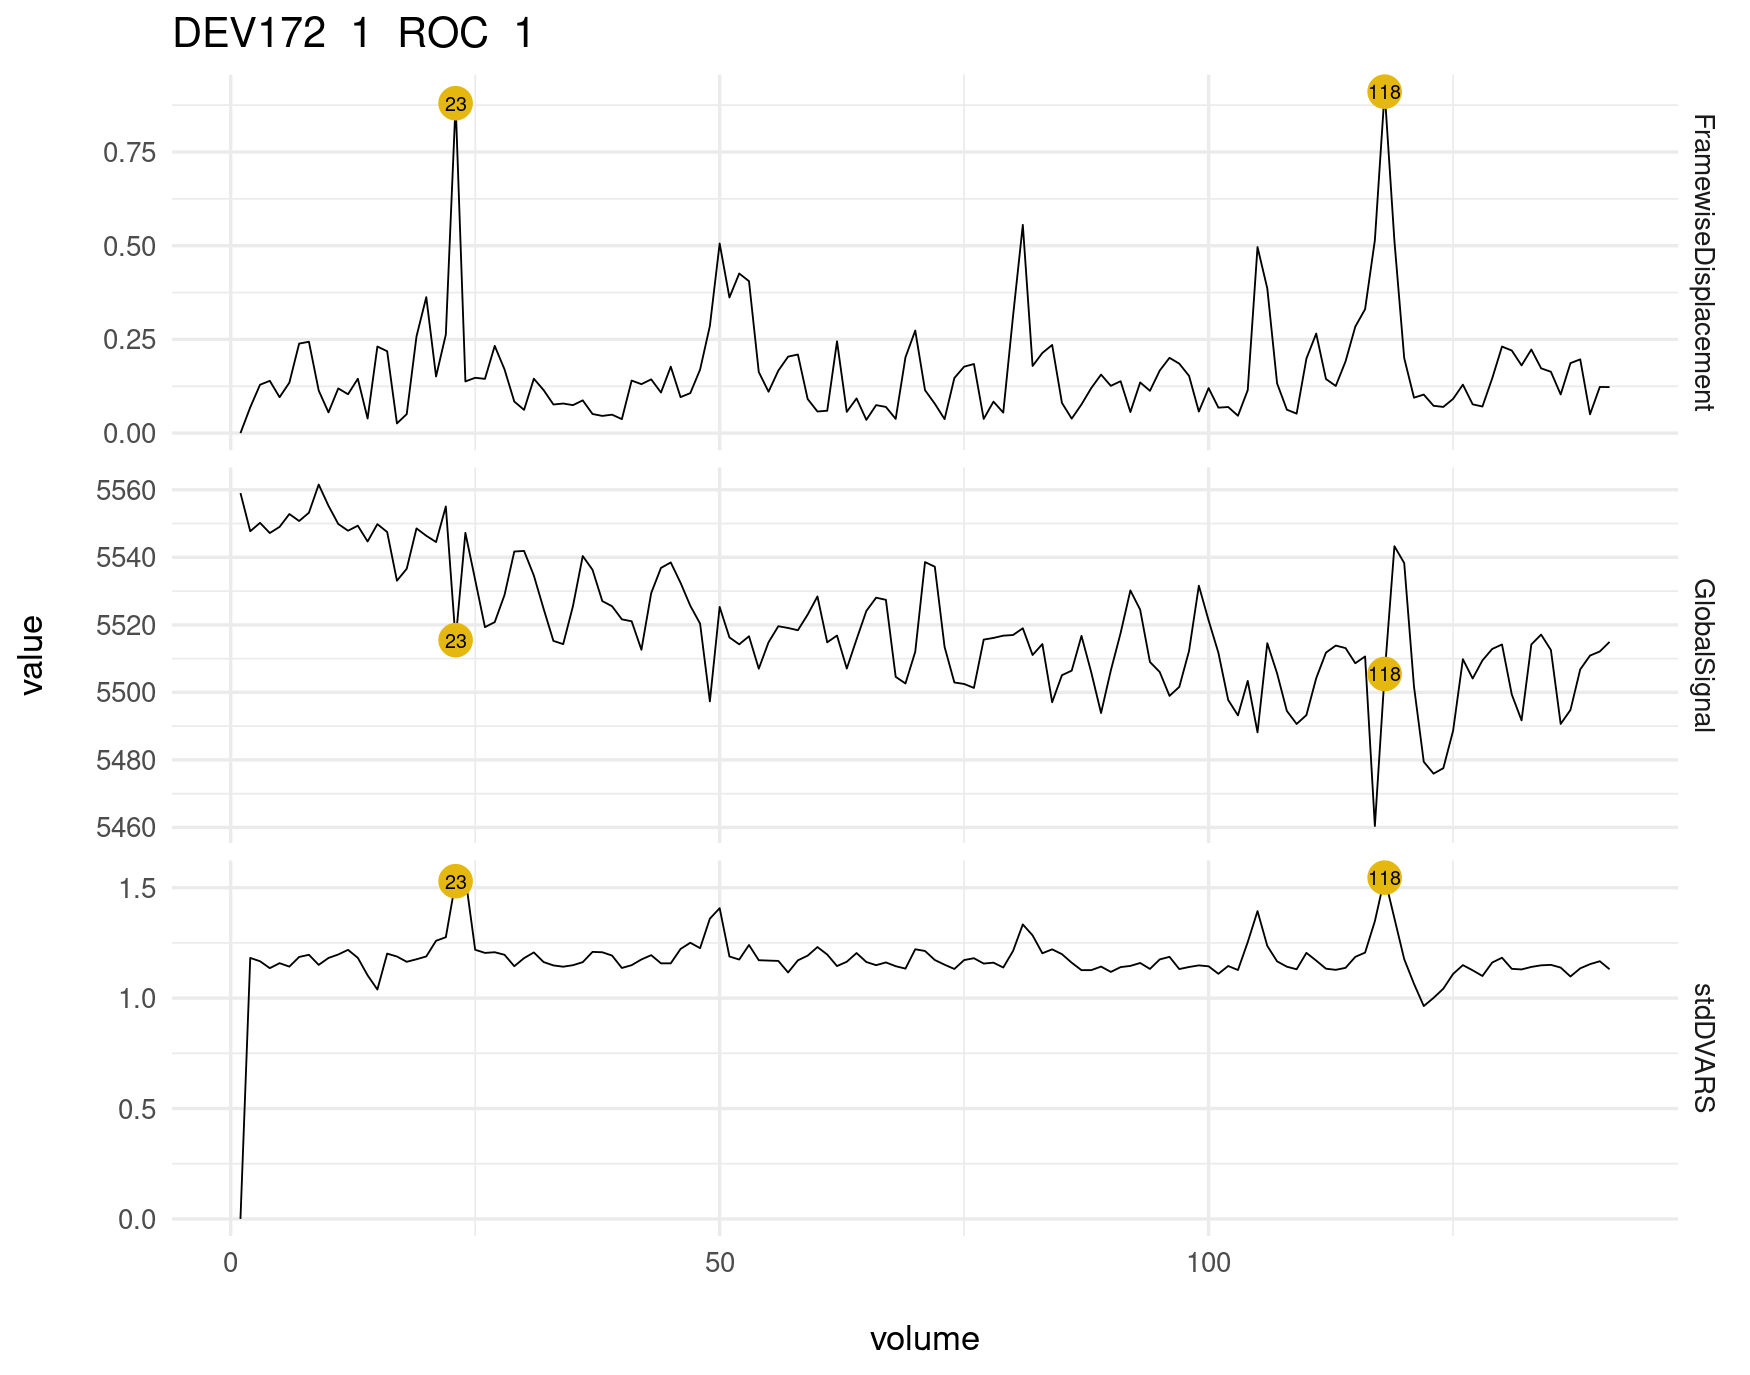 DEV172 1 ROC 1
23
118
0.75
0.50
0.25
0.00
FramewiseDisplacement
5560
5540
5520
5500
5480
5460
23
118
GlobalSignal
value
23
118
1.5
1.0
0.5
0.0
stdDVARS
0 50 100
volume